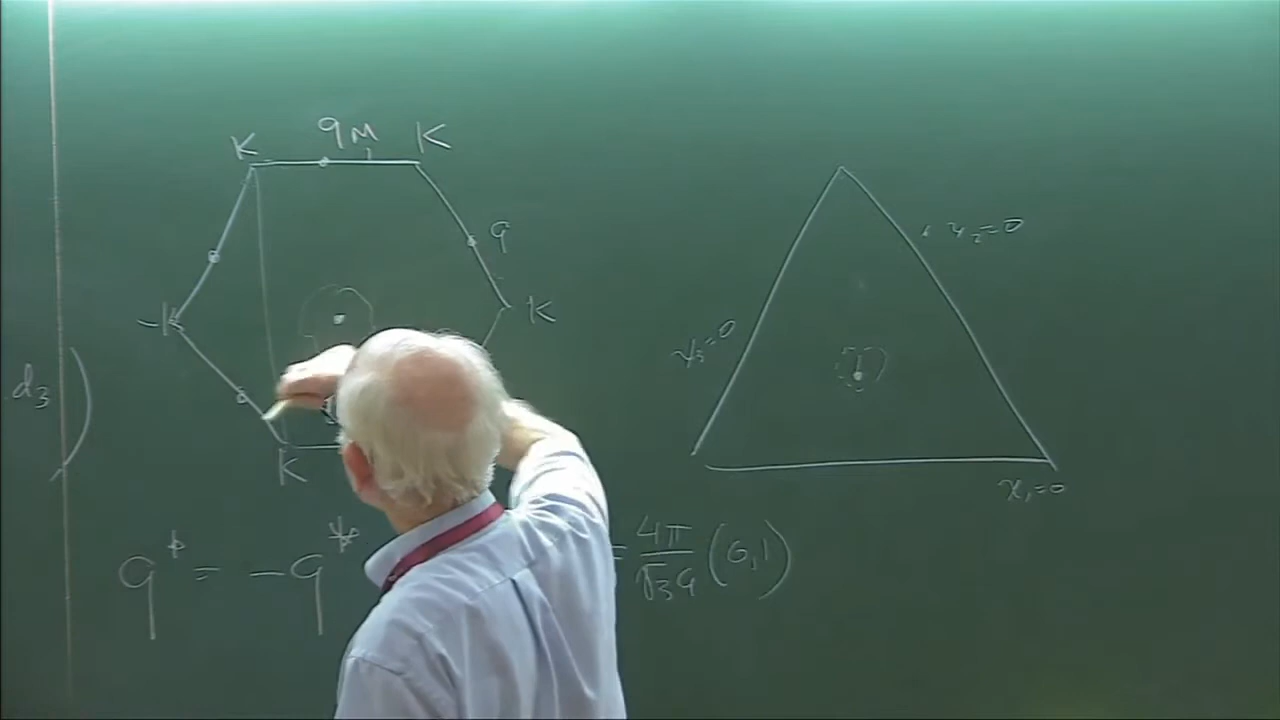 K
q
M
K
q
-K
K
K
d₃)
x₂=0
x₃=0
x₁=0
q* = -q*
= 4π/√3a (0,1)